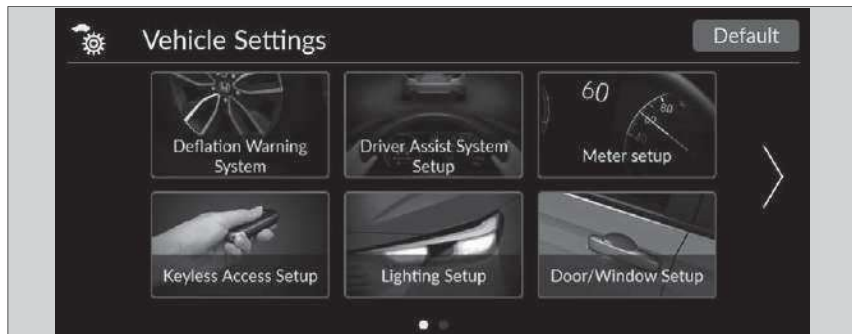 Vehicle Settings
Default
Deflation Warning
System
Driver Assist System
Setup
60
80
Meter setup
Keyless Access Setup
Lighting Setup
Door/Window Setup